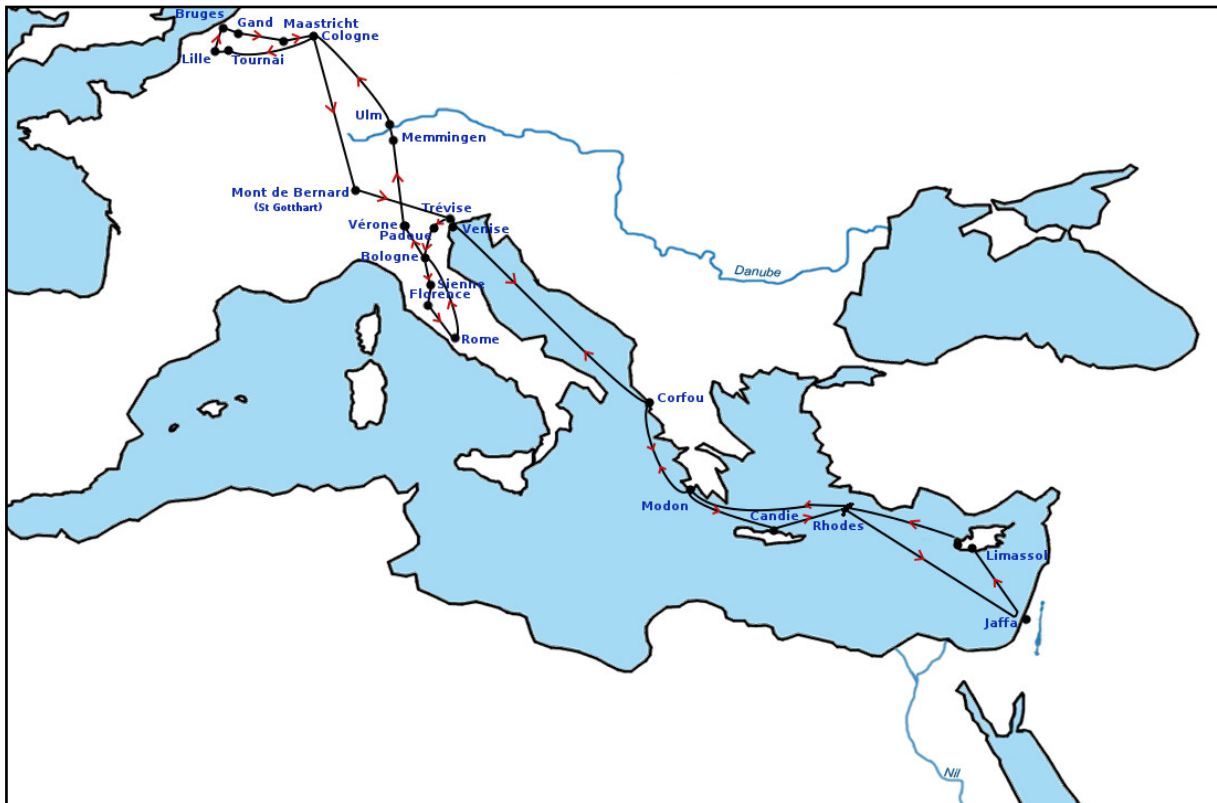 Bruges
Gand
Maastricht
Cologne
Lille
Tournai
Ulm
Memmingen
Mont de Bernard
(St Gotthart)
Trévise
Vérone
Padoue
Venise
Bologne
Sienne
Florence
Rome
Danube
Corfou
Modon
Candie
Rhodes
Limassol
Jaffa
Nil